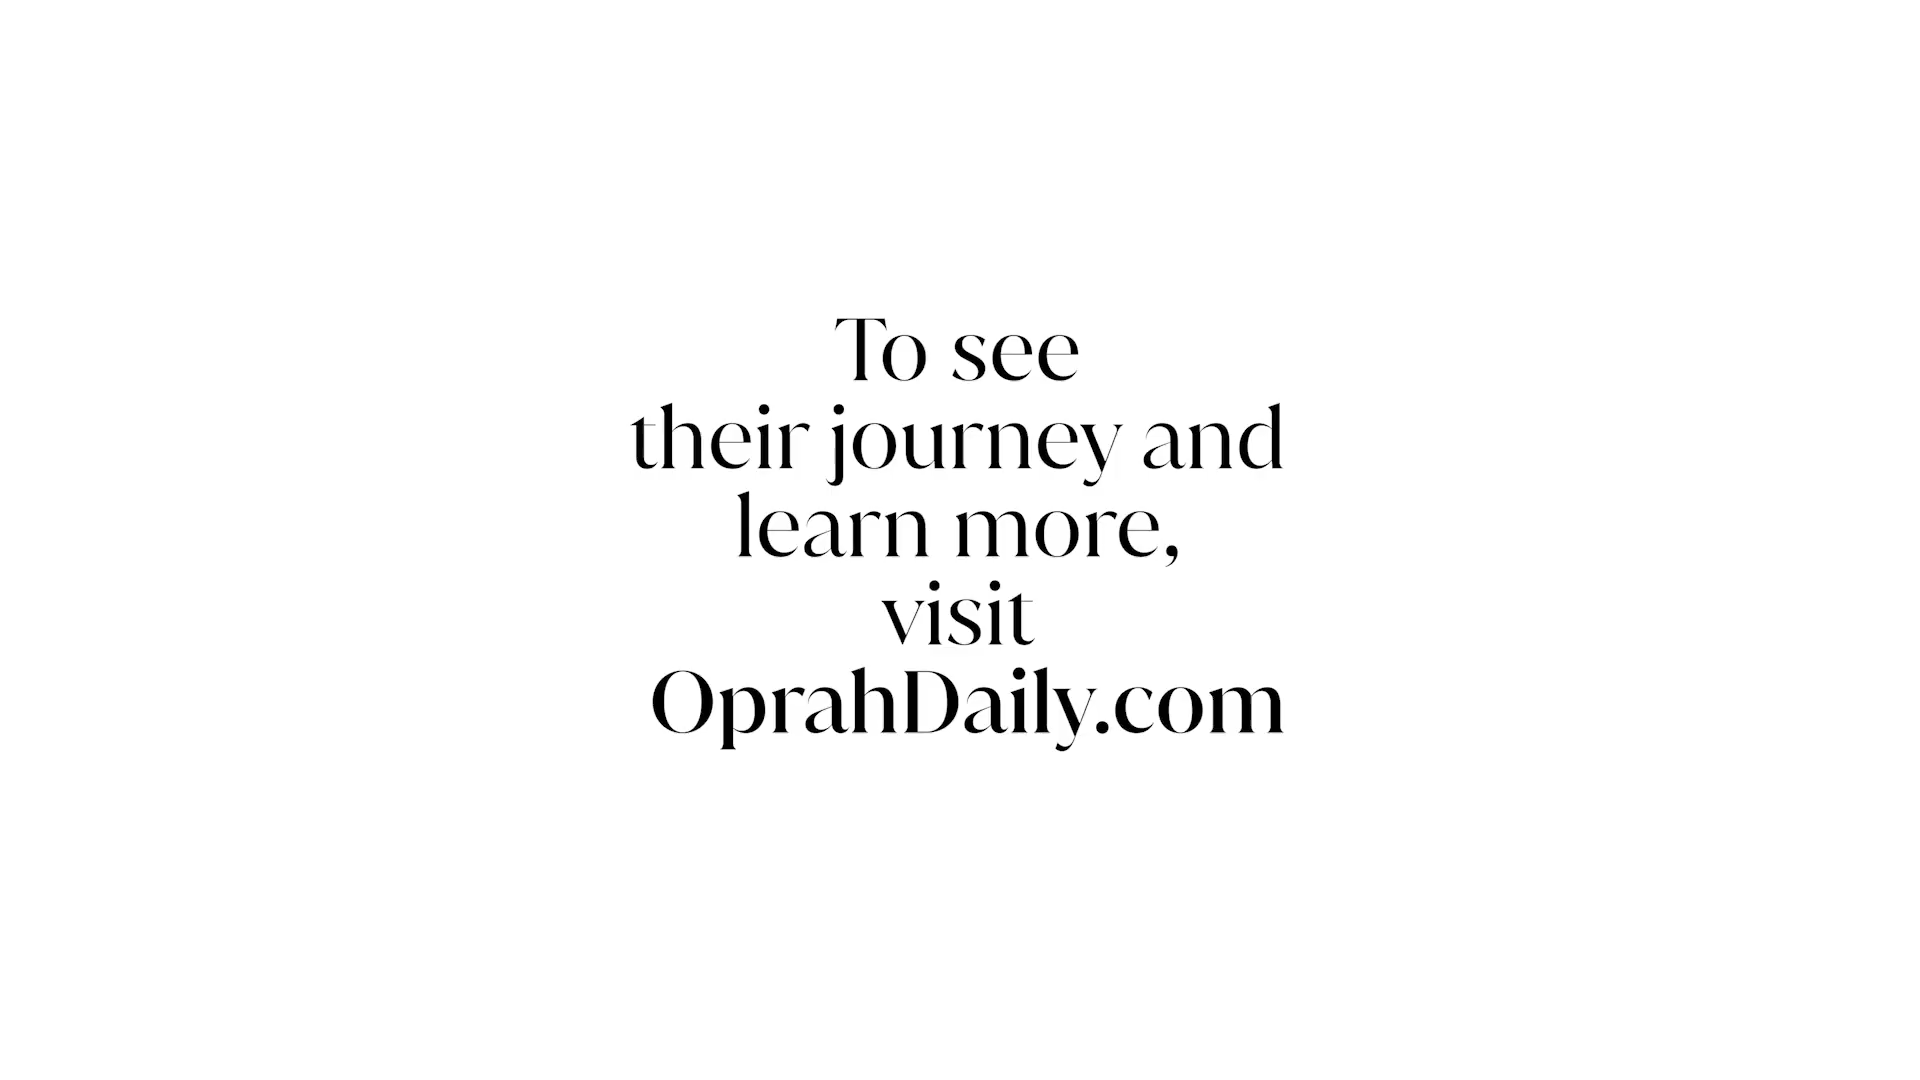 To see
their journey and
learn more,
visit
OprahDaily.com